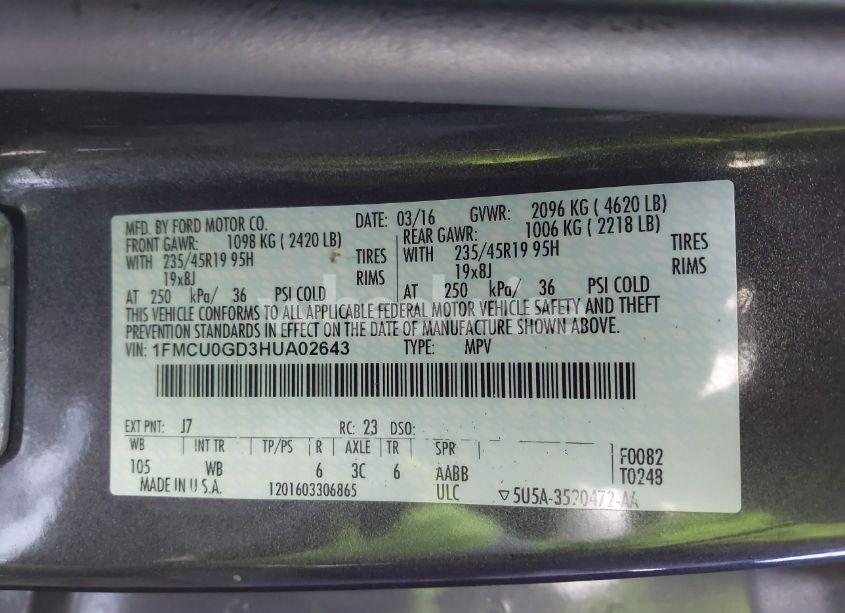 MFD. BY FORD MOTOR CO. DATE: 03/16 GVWR: 2096 KG ( 4620 LB)
FRONT GAWR: 1098 KG ( 2420 LB) REAR GAWR: 1006 KG ( 2218 LB)
WITH 235/45R19 95H TIRES WITH 235/45R19 95H TIRES
19x8J RIMS 19x8J RIMS
AT 250 kPa/ 36 PSI COLD AT 250 kPa/ 36 PSI COLD
THIS VEHICLE CONFORMS TO ALL APPLICABLE FEDERAL MOTOR VEHICLE SAFETY AND THEFT
PREVENTION STANDARDS IN EFFECT ON THE DATE OF MANUFACTURE SHOWN ABOVE.
VIN: 1FMCU0GD3HUA02643 TYPE: MPV
EXT PNT: J7 RC: 23 DSO:
WB INT TR TP/PS R AXLE TR SPR F0082
105 WB 6 3C 6 AABB T0248
MADE IN U.S.A. 1201603306865 ULC ▽5U5A-3520472-AA